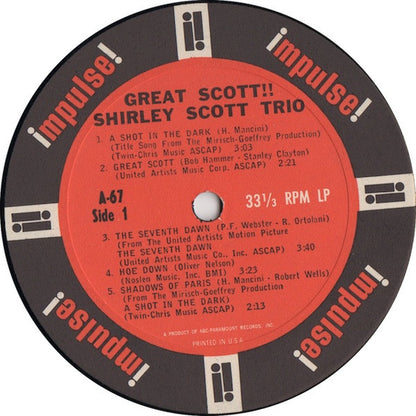 impulse!
GREAT SCOTT!!
SHIRLEY SCOTT TRIO
1. A SHOT IN THE DARK (H. Mancini)
(Title Song From The Mirisch-Goeffrey Production)
(Twin-Chris Music ASCAP) 3:03
2. GREAT SCOTT (Bob Hammer - Stanley Clayton)
(United Artists Music Corp. ASCAP) 2:21
A-67
Side 1
33⅓ RPM LP
3. THE SEVENTH DAWN (P.F. Webster - R. Ortolani)
(From The United Artists Motion Picture
THE SEVENTH DAWN)
(United Artists Music Co., Inc. ASCAP) 3:40
4. HOE DOWN (Oliver Nelson)
(Noslen Music, Inc. BMI) 3:23
5. SHADOWS OF PARIS (H. Mancini - Robert Wells)
(From The Mirisch-Goeffrey Production
A SHOT IN THE DARK)
(Twin-Chris Music ASCAP) 2:13
A PRODUCT OF ABC-PARAMOUNT RECORDS, INC.
PRINTED IN U.S.A.
impulse!
impulse!
impulse!
i!
i!
i!
i!